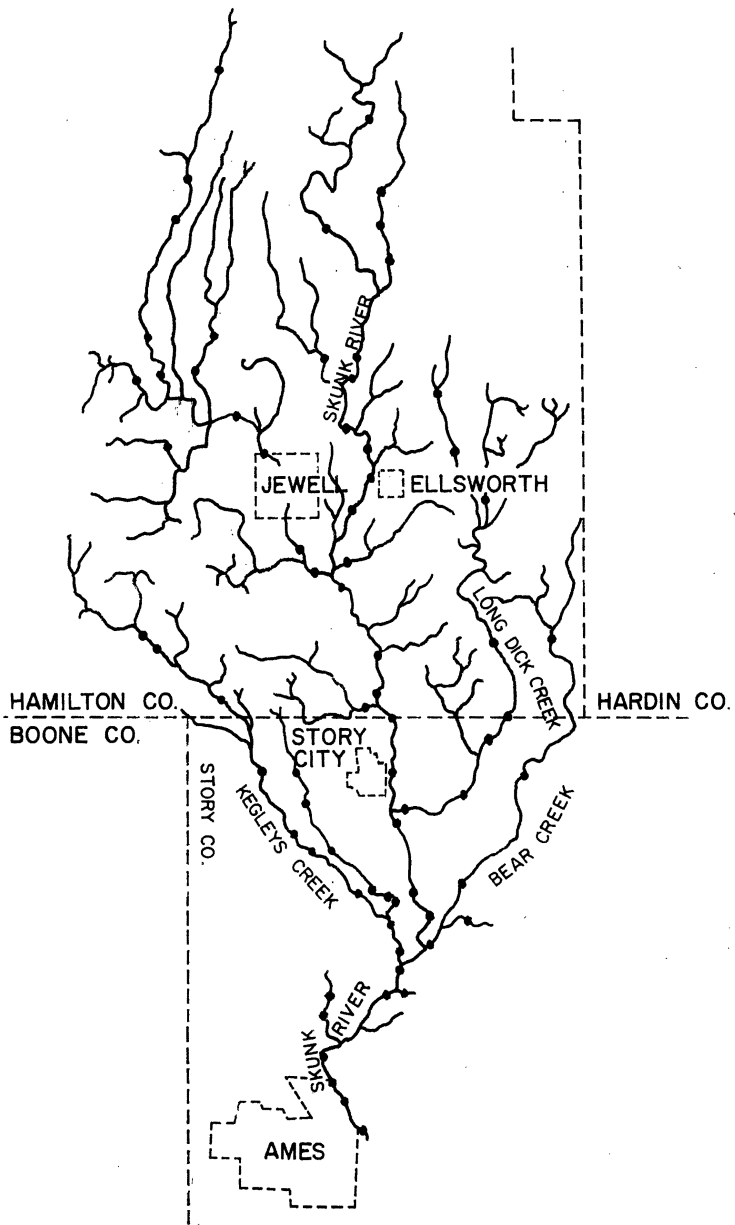 SKUNK RIVER
JEWELL
ELLSWORTH
LONG DICK CREEK
HAMILTON CO.
HARDIN CO.
BOONE CO.
STORY
CITY
STORY CO.
KEGLEYS CREEK
BEAR CREEK
SKUNK RIVER
AMES